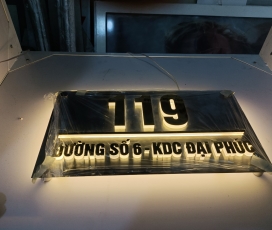 119
ĐƯỜNG SỐ 6 - KDC ĐẠI PHÚC